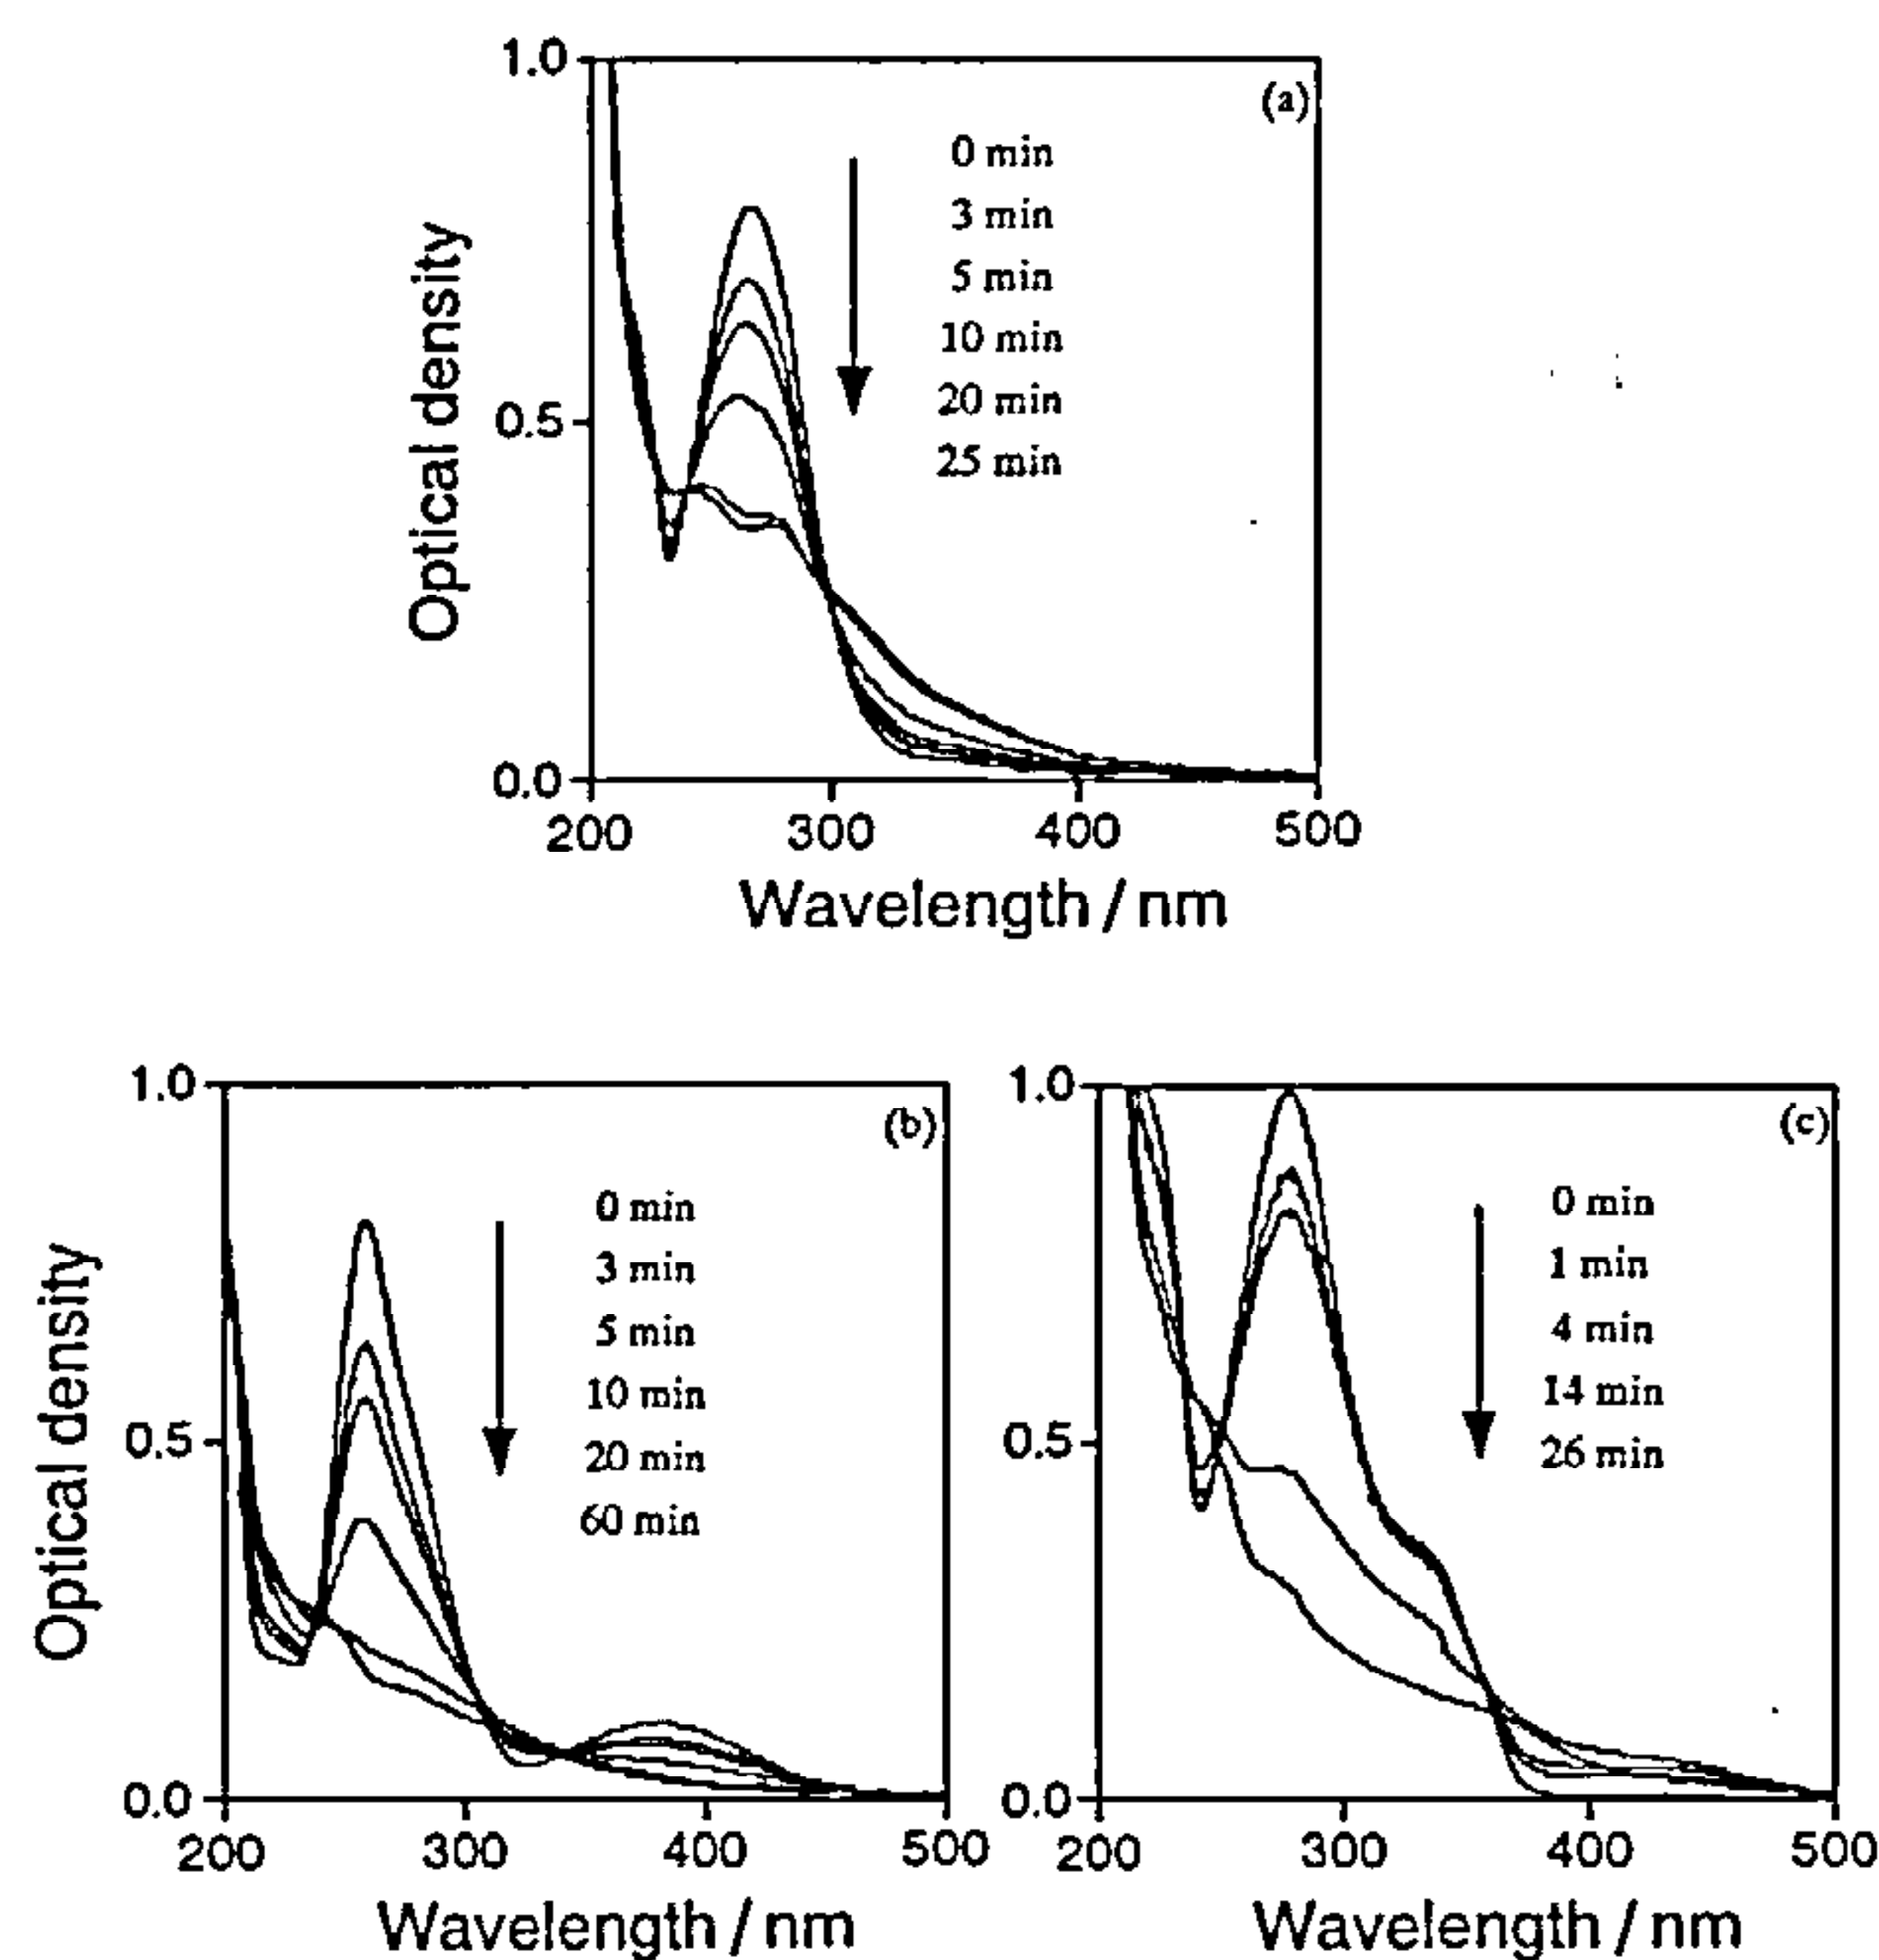 1.0
(a)
0 min
3 min
5 min
10 min
20 min
25 min
0.5
0.0
Optical density
200 300 400 500
Wavelength / nm
1.0
(b)
0 min
3 min
5 min
10 min
20 min
60 min
0.5
0.0
Optical density
200 300 400 500
Wavelength / nm
1.0
(c)
0 min
1 min
4 min
14 min
26 min
0.5
0.0
200 300 400 500
Wavelength / nm